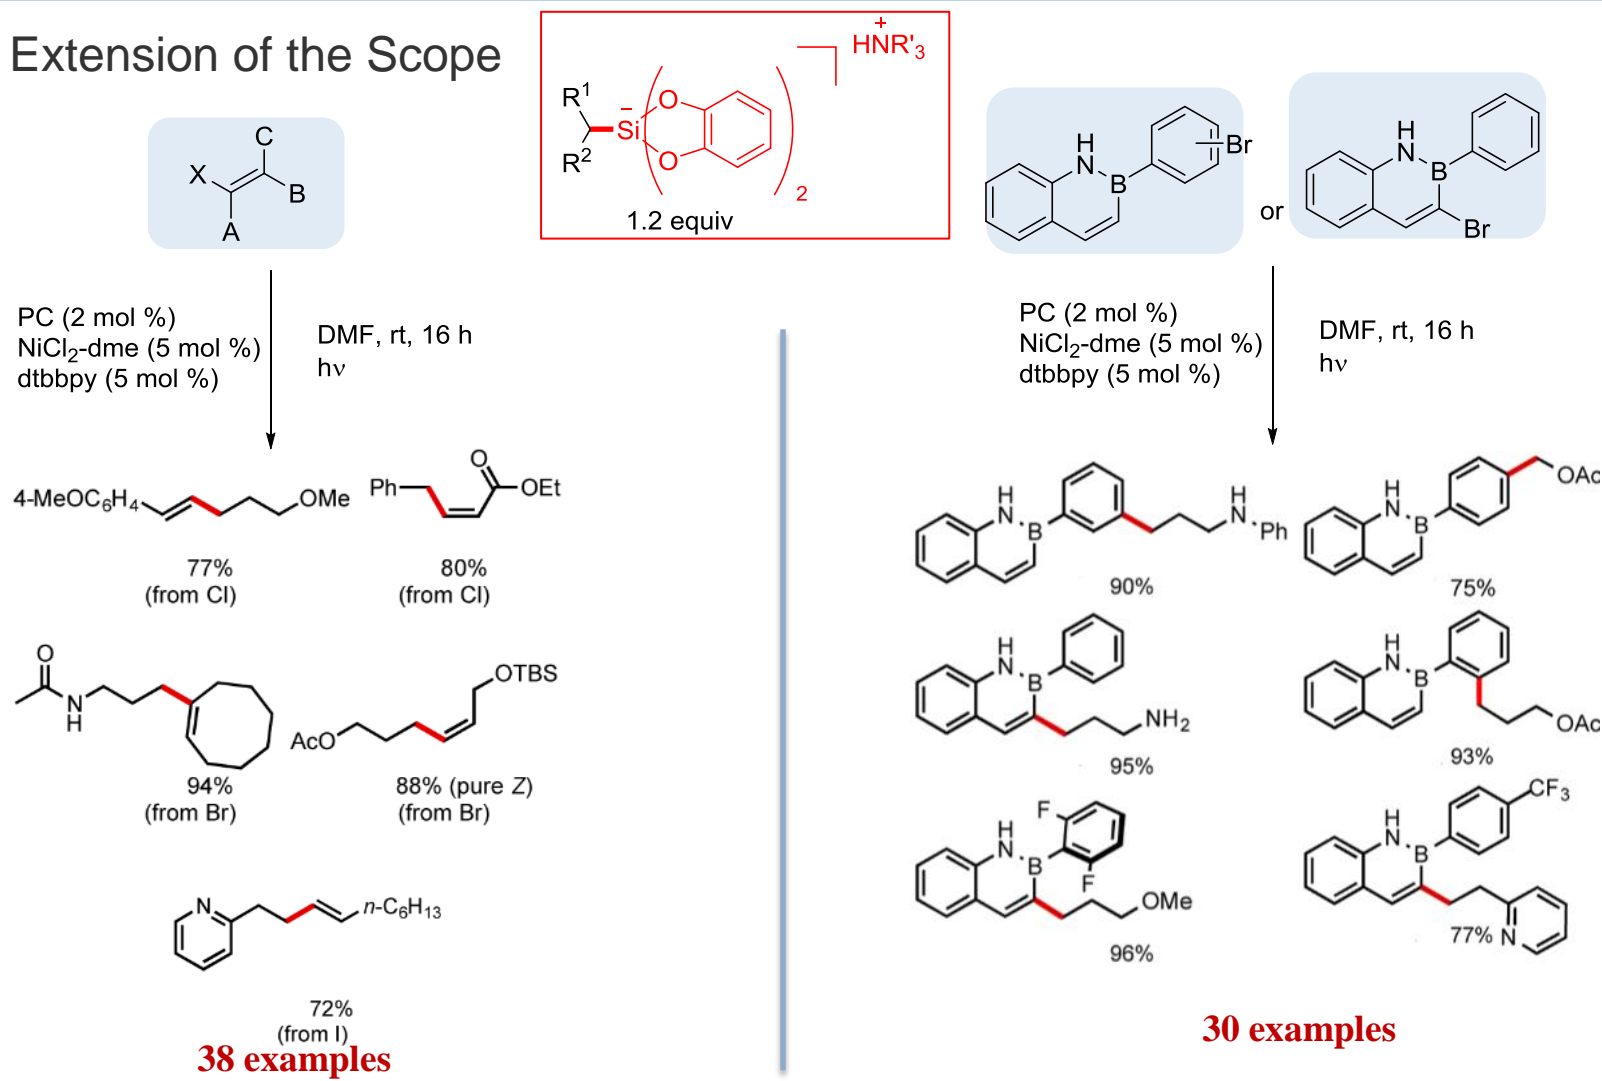 Extension of the Scope
+
HNR'3
R1
R2
Si
−
O
O
2
1.2 equiv
X
C
B
A
H
N
B
Br
or
H
N
B
Br
PC (2 mol %)
NiCl2-dme (5 mol %)
dtbbpy (5 mol %)
DMF, rt, 16 h
hν
PC (2 mol %)
NiCl2-dme (5 mol %)
dtbbpy (5 mol %)
DMF, rt, 16 h
hν
4-MeOC6H4
OMe
77%
(from Cl)
Ph
O
OEt
80%
(from Cl)
O
N
H
94%
(from Br)
AcO
OTBS
88% (pure Z)
(from Br)
N
n-C6H13
72%
(from I)
38 examples
H
N
B
H
N
Ph
90%
H
N
B
OAc
75%
H
N
B
NH2
95%
H
N
B
OAc
93%
H
N
B
F
F
OMe
96%
H
N
B
CF3
N
77%
30 examples